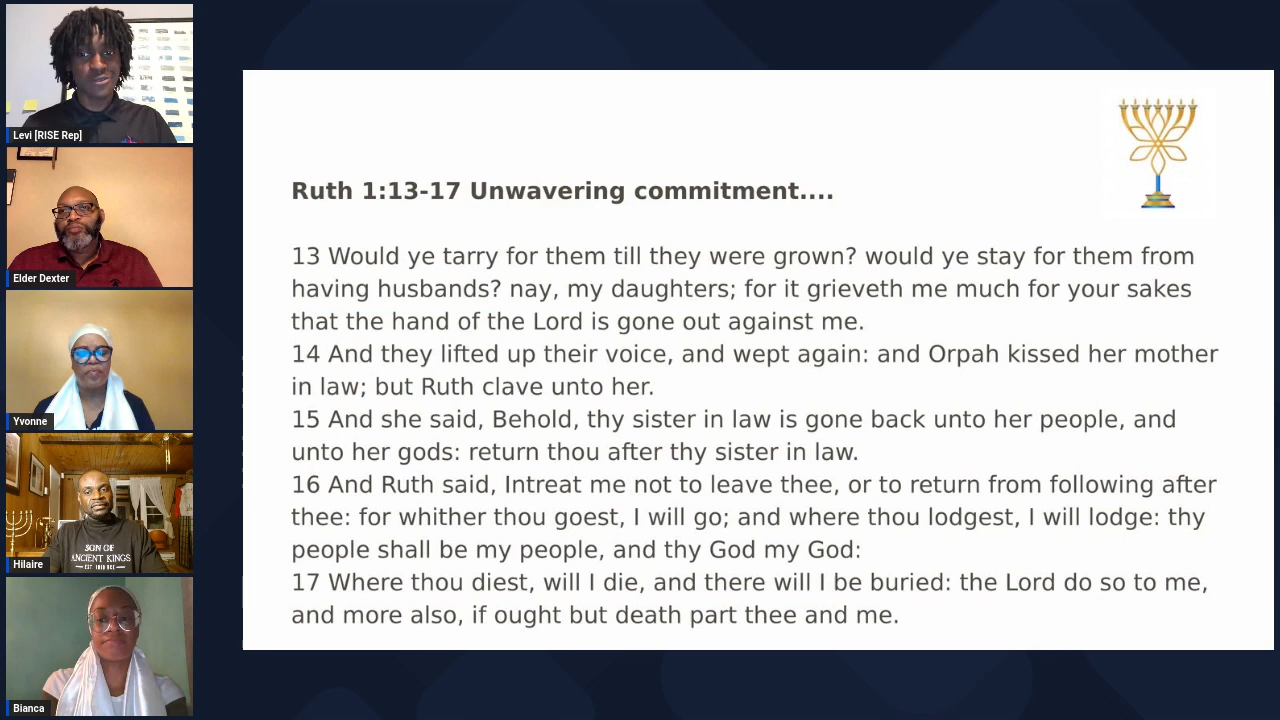 Levi [RISE Rep]
Elder Dexter
Yvonne
SON OF
ANCIENT KINGS
Hilaire
Bianca
Ruth 1:13-17 Unwavering commitment....
13 Would ye tarry for them till they were grown? would ye stay for them from
having husbands? nay, my daughters; for it grieveth me much for your sakes
that the hand of the Lord is gone out against me.
14 And they lifted up their voice, and wept again: and Orpah kissed her mother
in law; but Ruth clave unto her.
15 And she said, Behold, thy sister in law is gone back unto her people, and
unto her gods: return thou after thy sister in law.
16 And Ruth said, Intreat me not to leave thee, or to return from following after
thee: for whither thou goest, I will go; and where thou lodgest, I will lodge: thy
people shall be my people, and thy God my God:
17 Where thou diest, will I die, and there will I be buried: the Lord do so to me,
and more also, if ought but death part thee and me.